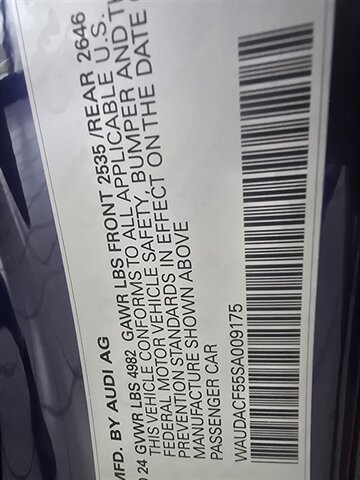 MFD. BY AUDI AG
24 GVWR LBS 4982 GAWR LBS FRONT 2535 /REAR 2646
THIS VEHICLE CONFORMS TO ALL APPLICABLE U.S.
FEDERAL MOTOR VEHICLE SAFETY, BUMPER AND
PREVENTION STANDARDS IN EFFECT ON THE DATE
MANUFACTURE SHOWN ABOVE
PASSENGER CAR
WAUDACF55SA009175